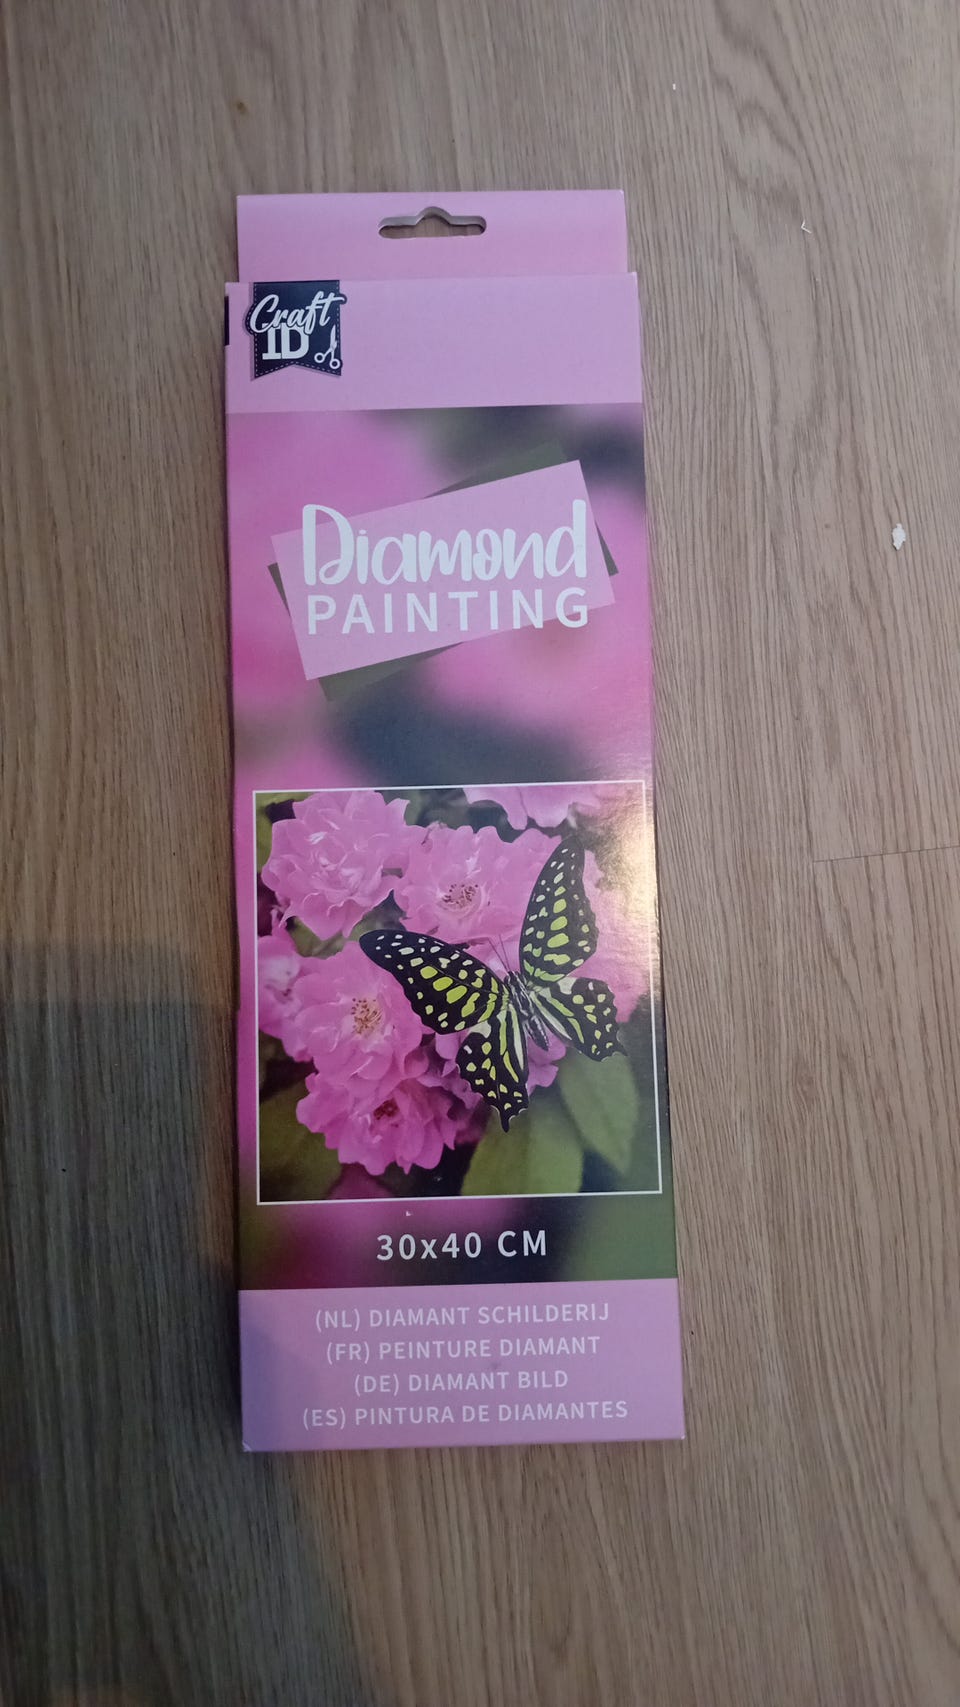 Craft
ID
Diamond
PAINTING
30x40 CM
(NL) DIAMANT SCHILDERIJ
(FR) PEINTURE DIAMANT
(DE) DIAMANT BILD
(ES) PINTURA DE DIAMANTES